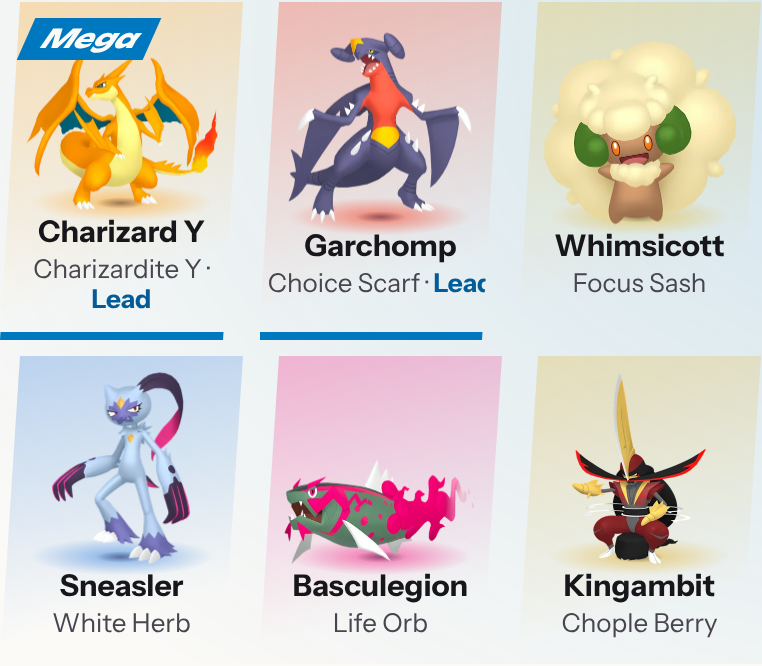 Mega
Charizard Y
Charizardite Y ·
Lead
Garchomp
Choice Scarf · Lead
Whimsicott
Focus Sash
Sneasler
White Herb
Basculegion
Life Orb
Kingambit
Chople Berry